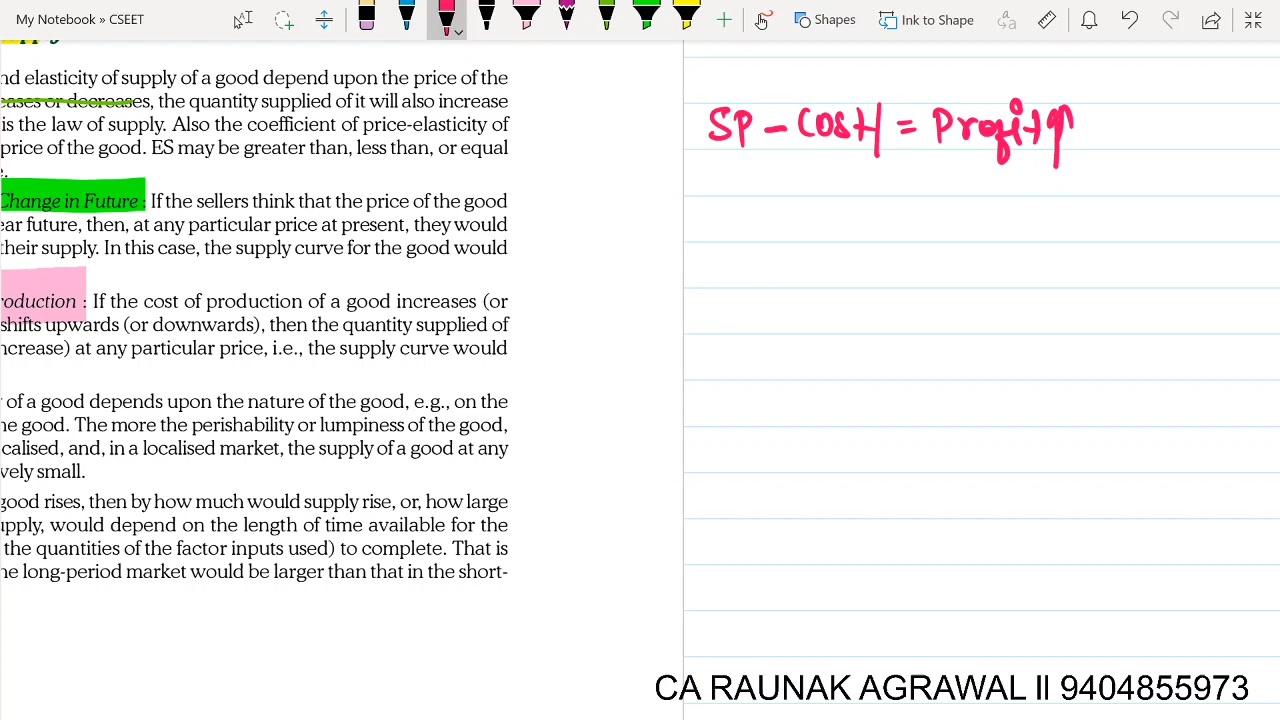 My Notebook » CSEET
Shapes
Ink to Shape
nd elasticity of supply of a good depend upon the price of the
eases or decreases, the quantity supplied of it will also increase
is the law of supply. Also the coefficient of price-elasticity of
price of the good. ES may be greater than, less than, or equal
e.
Change in Future : If the sellers think that the price of the good
ear future, then, at any particular price at present, they would
their supply. In this case, the supply curve for the good would
roduction : If the cost of production of a good increases (or
shifts upwards (or downwards), then the quantity supplied of
ncrease) at any particular price, i.e., the supply curve would
of a good depends upon the nature of the good, e.g., on the
he good. The more the perishability or lumpiness of the good,
calised, and, in a localised market, the supply of a good at any
vely small.
good rises, then by how much would supply rise, or, how large
upply, would depend on the length of time available for the
the quantities of the factor inputs used) to complete. That is
he long-period market would be larger than that in the short-
SP - Cost = Profit
CA RAUNAK AGRAWAL II 9404855973